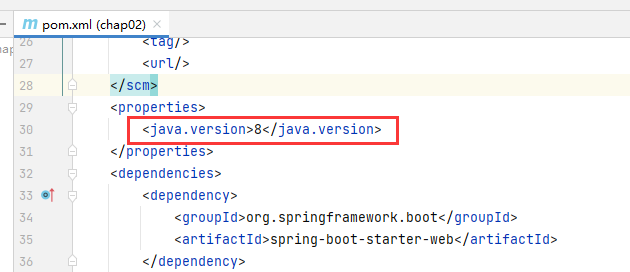 pom.xml (chap02)
hap
26 <tag/>
27 <url/>
28 </scm>
29 <properties>
30 <java.version>8</java.version>
31 </properties>
32 <dependencies>
33 <dependency>
34 <groupId>org.springframework.boot</groupId>
35 <artifactId>spring-boot-starter-web</artifactId>
36 </dependency>